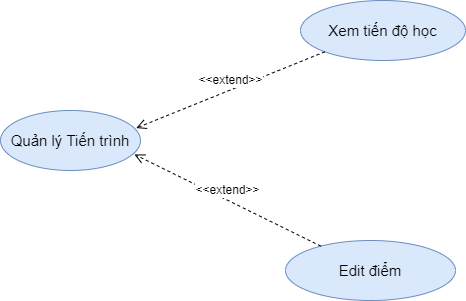 Xem tiến độ học
<<extend>>
Quản lý Tiến trình
<<extend>>
Edit điểm